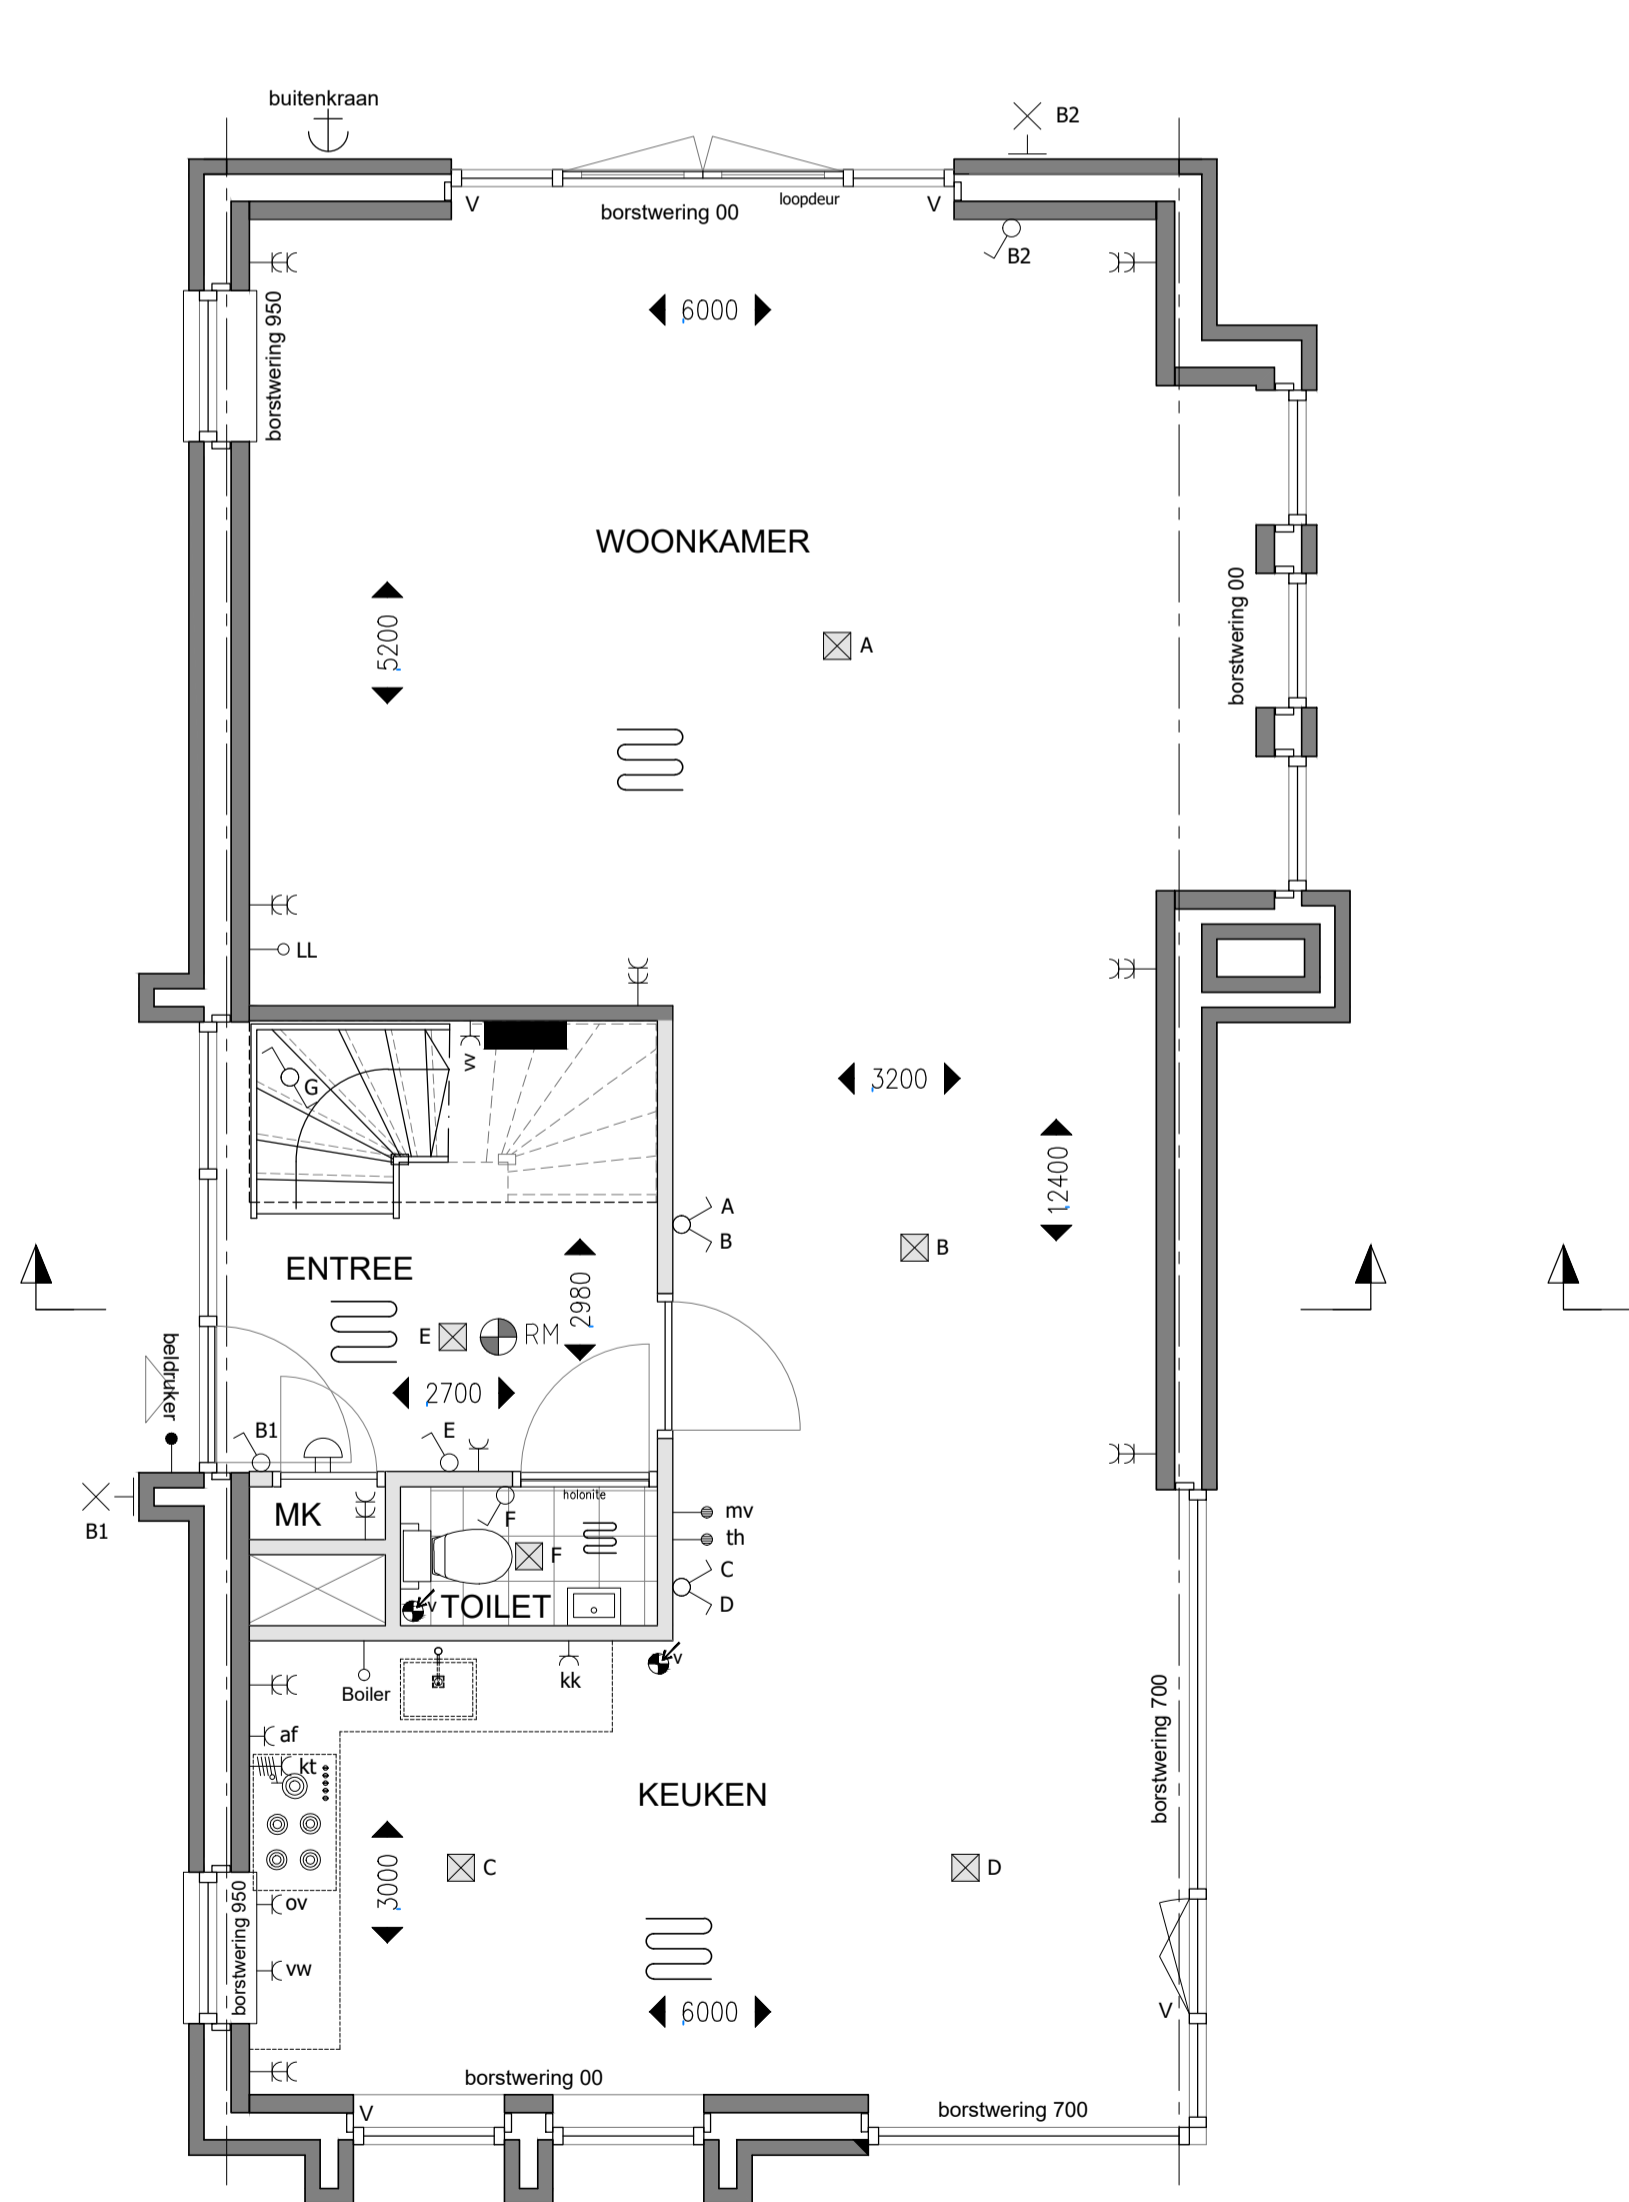 buitenkraan
B2
V
borstwering 00
loopdeur
V
B2
6000
borstwering 950
WOONKAMER
5200
A
borstwering 00
LL
vv
G
3200
12400
A
B
B
ENTREE
2980
E
RM
2700
beldruker
B1
E
B1
MK
holonite
F
F
v
TOILET
mv
th
C
D
v
Boiler
kk
af
kt
KEUKEN
borstwering 700
3000
C
D
ov
vw
borstwering 950
6000
V
borstwering 00
V
borstwering 700